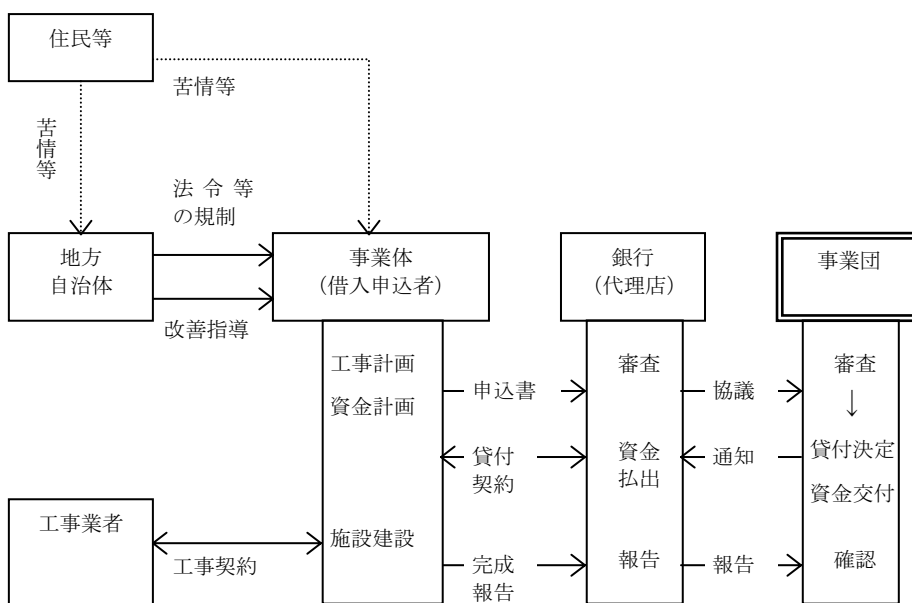 住民等
苦情等
苦情等
法令等
の規制
地方
自治体
事業体
（借入申込者）
銀行
（代理店）
事業団
改善指導
工事計画
資金計画
申込書
審査
協議
審査
↓
貸付
契約
資金
払出
通知
貸付決定
資金交付
工事業者
工事契約
施設建設
完成
報告
報告
報告
確認